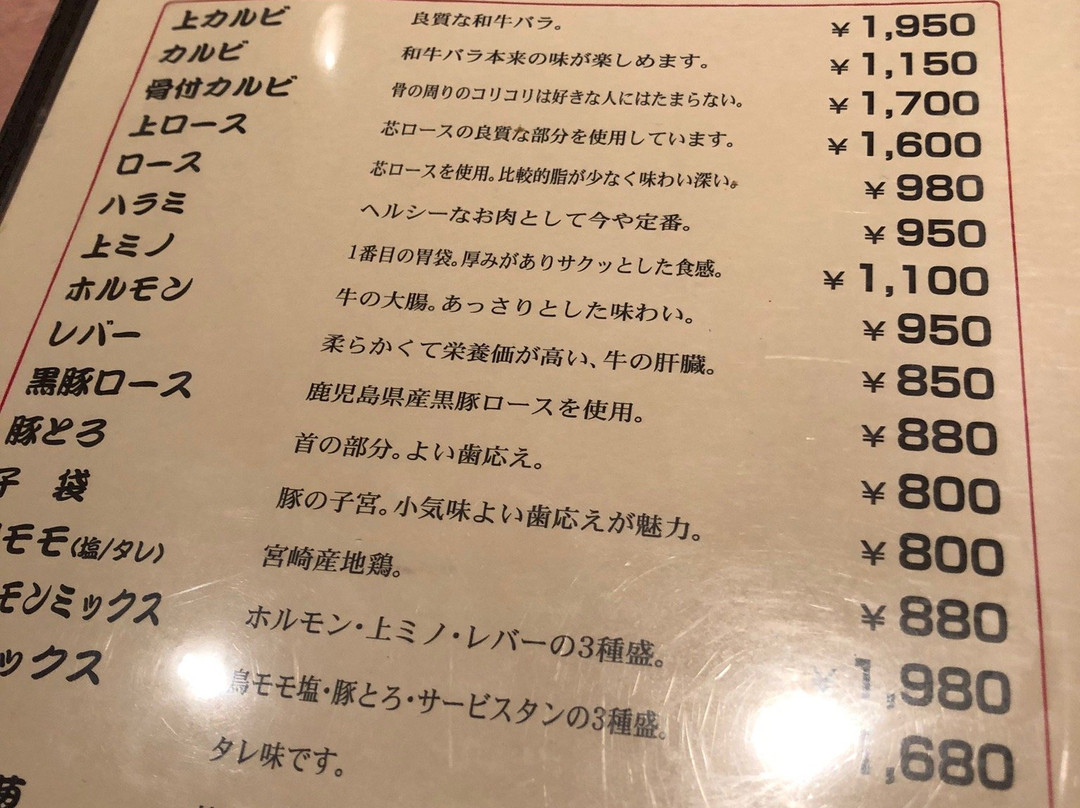 上カルビ 良質な和牛バラ。 ¥1,950
カルビ 和牛バラ本来の味が楽しめます。 ¥1,150
骨付カルビ 骨の周りのコリコリは好きな人にはたまらない。 ¥1,700
上ロース 芯ロースの良質な部分を使用しています。 ¥1,600
ロース 芯ロースを使用。比較的脂が少なく味わい深い。 ¥980
ハラミ ヘルシーなお肉として今や定番。 ¥950
上ミノ 1番目の胃袋。厚みがありサクッとした食感。 ¥1,100
ホルモン 牛の大腸。あっさりとした味わい。 ¥950
レバー 柔らかくて栄養価が高い、牛の肝臓。 ¥850
黒豚ロース 鹿児島県産黒豚ロースを使用。 ¥880
豚とろ 首の部分。よい歯応え。 ¥800
子 袋 豚の子宮。小気味よい歯応えが魅力。 ¥800
モモ(塩/タレ) 宮崎産地鶏。 ¥880
モンミックス ホルモン・上ミノ・レバーの3種盛。 ¥1,980
ックス 鳥モモ塩・豚とろ・サービスタンの3種盛。 1,680
タレ味です。